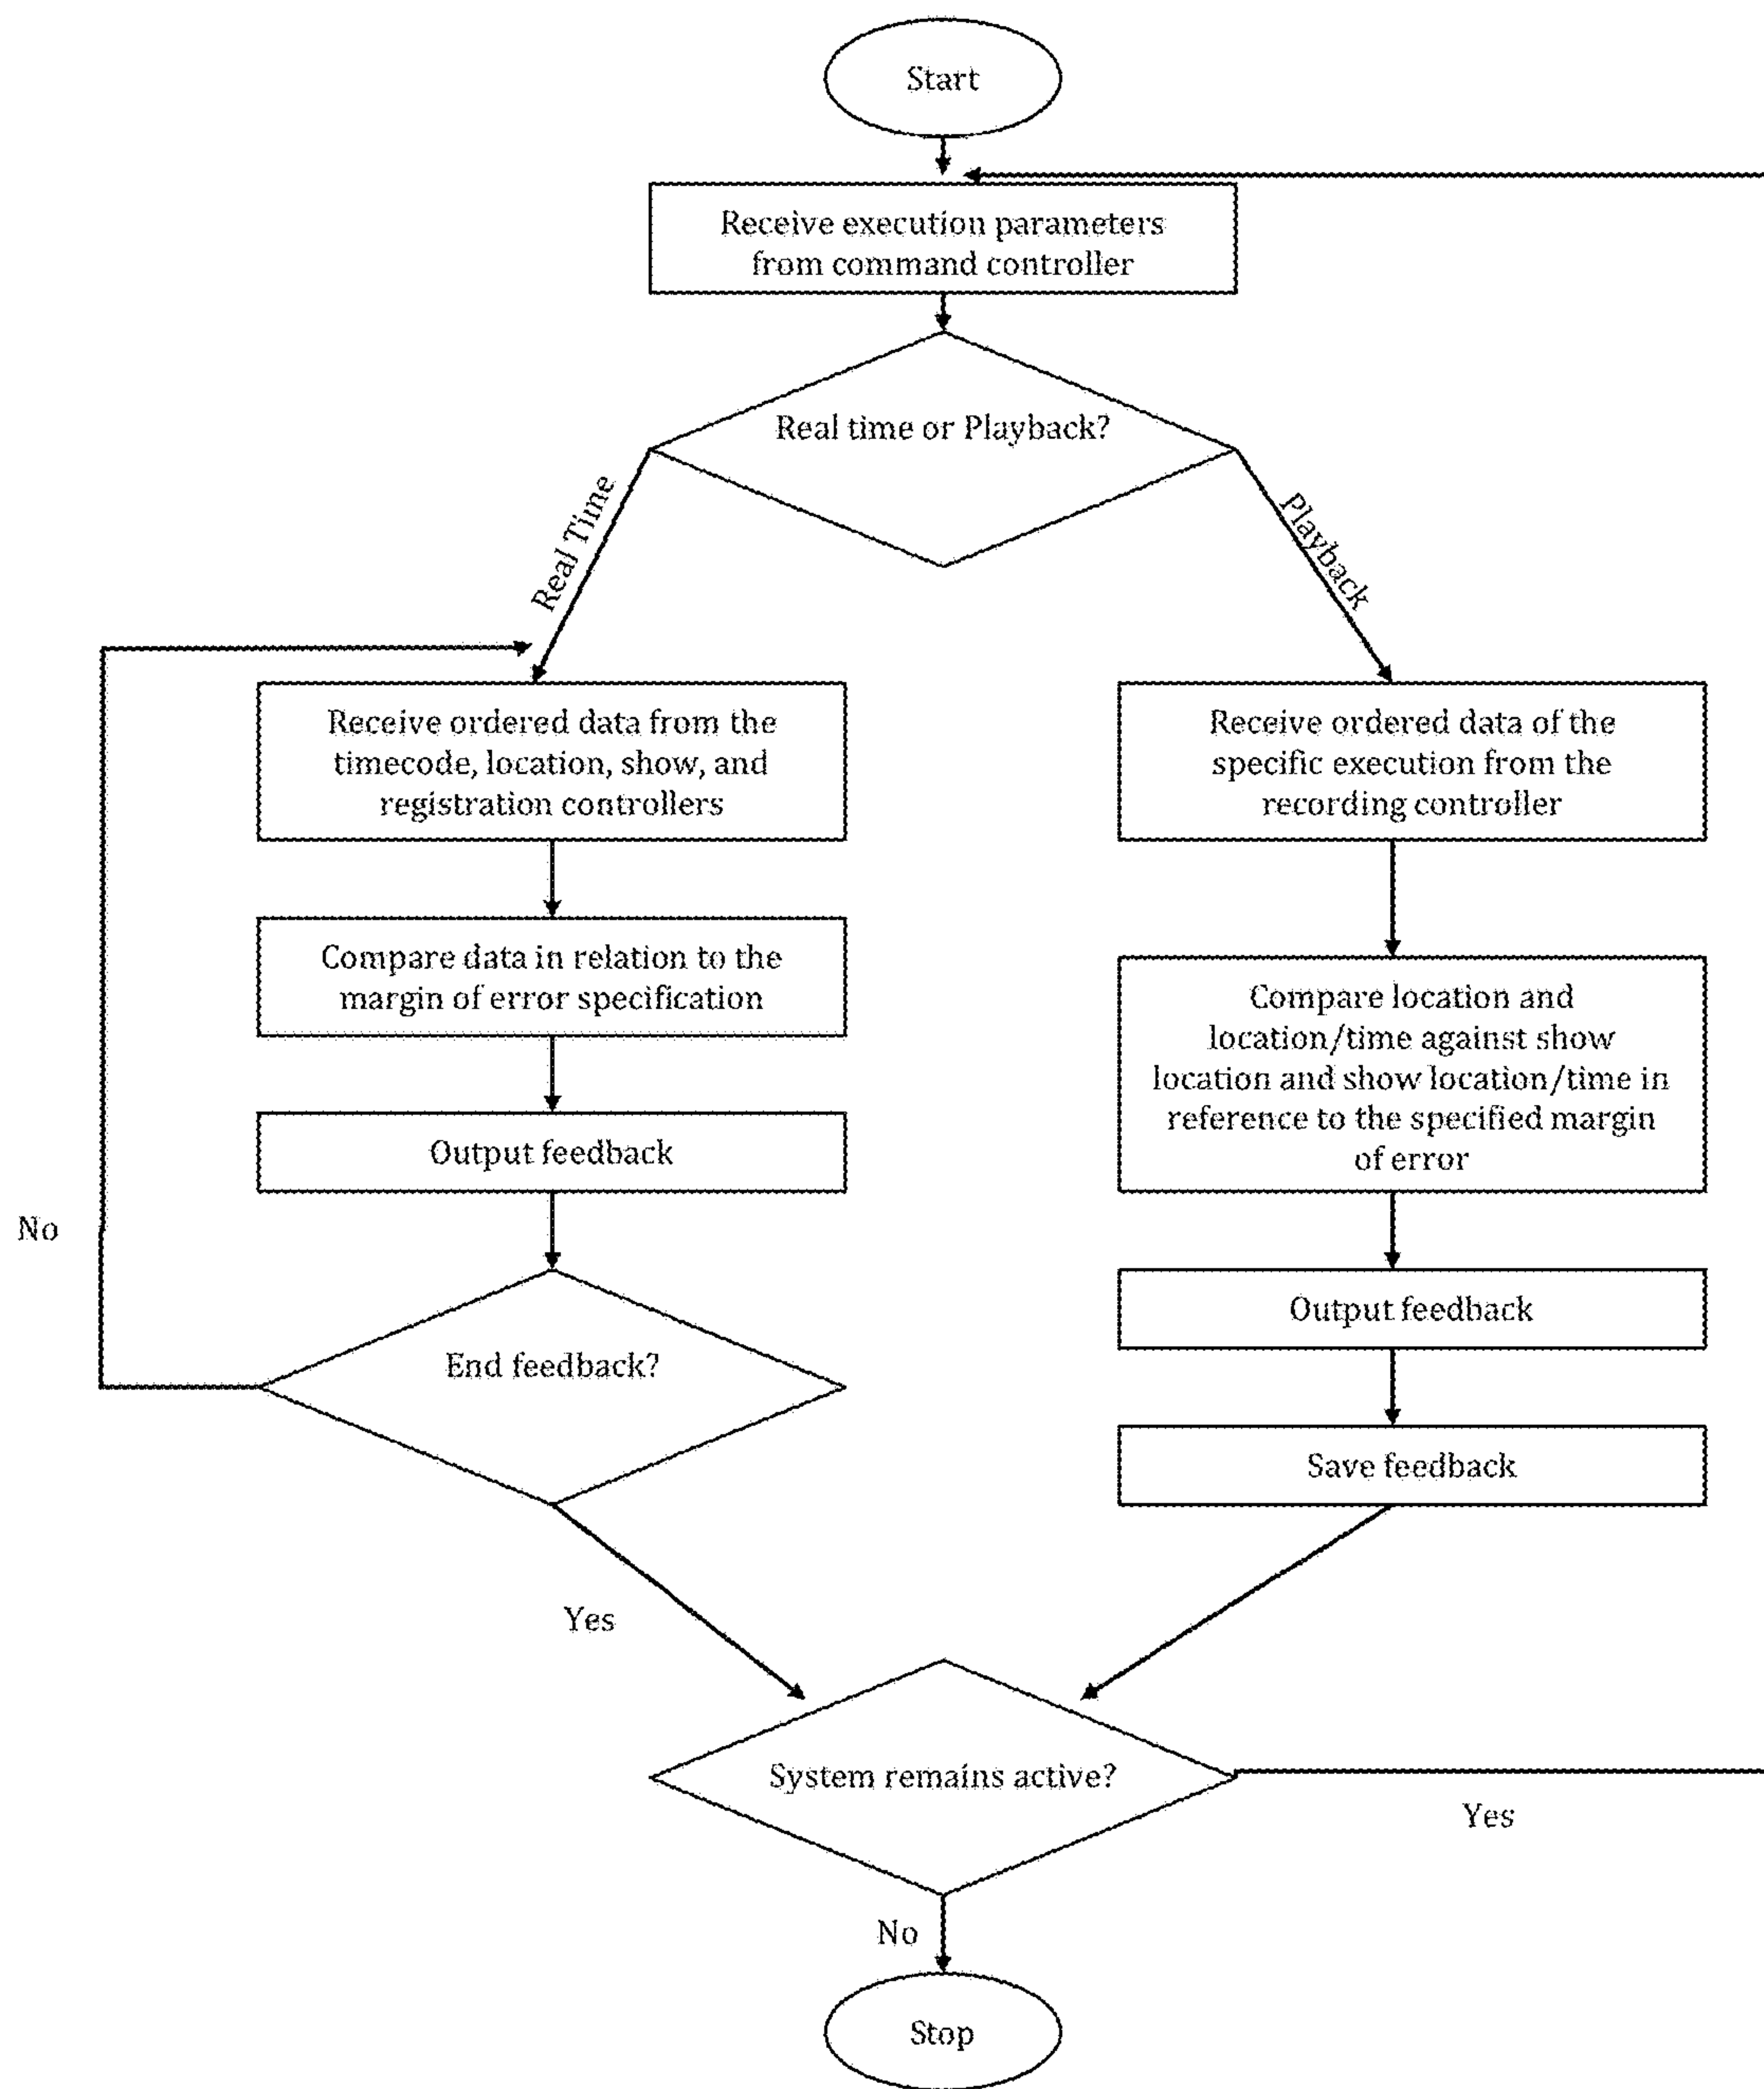 Start
Receive execution parameters
from command controller
Real time or Playback?
Real Time
Playback
Receive ordered data from the
timecode, location, show, and
registration controllers
Receive ordered data of the
specific execution from the
recording controller
Compare data in relation to the
margin of error specification
Compare location and
location/time against show
location and show location/time in
reference to the specified margin
of error
Output feedback
No
Output feedback
End feedback?
Save feedback
Yes
System remains active?
Yes
No
Stop